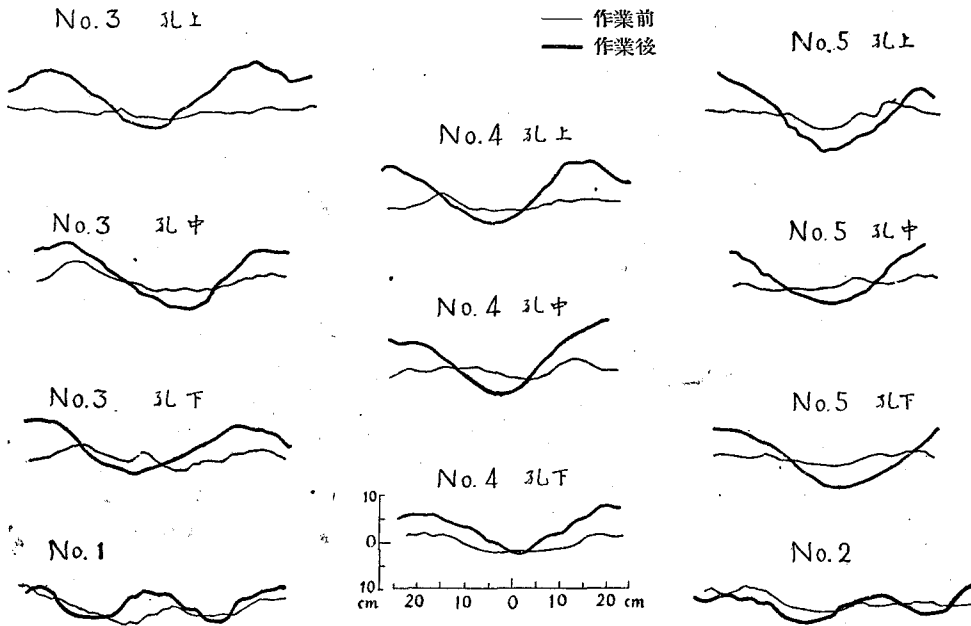 No.3 孔上
No.3 孔中
No.3 孔下
No.1
作業前
作業後
No.4 孔上
No.4 孔中
No.4 孔下
10
0
10
cm 20 10 0 10 20 cm
No.5 孔上
No.5 孔中
No.5 孔下
No.2